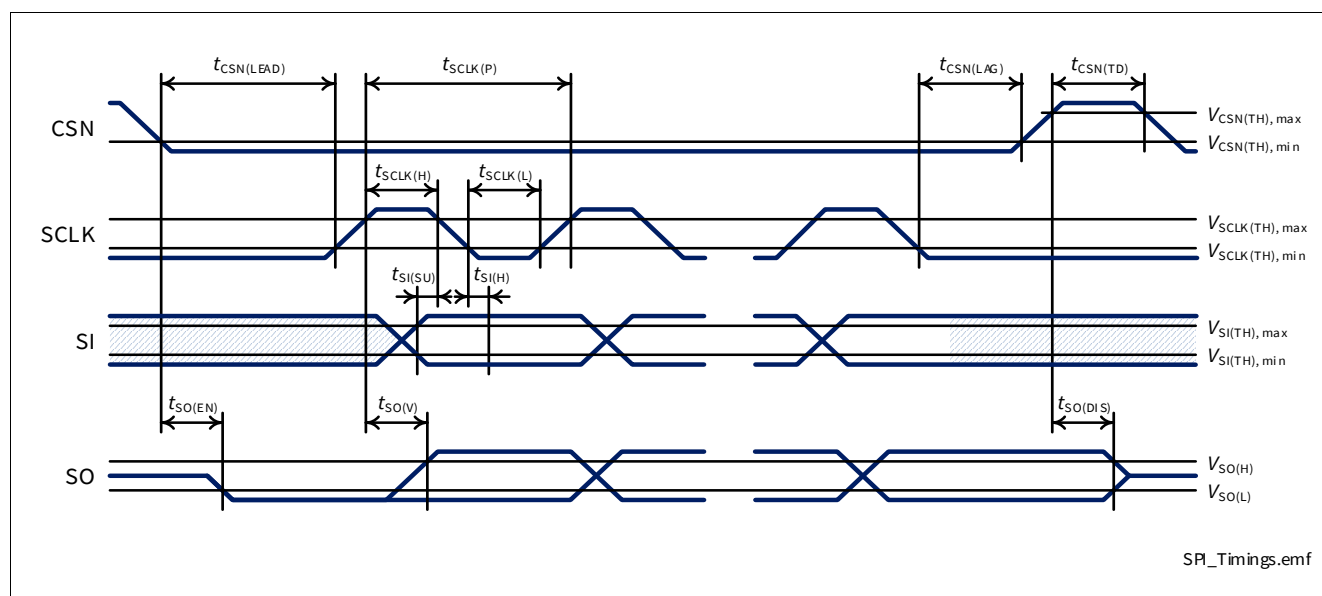 tCSN(LEAD) tSCLK(P) tCSN(LAG) tCSN(TD)
CSN
VCSN(TH), max
VCSN(TH), min
tSCLK(H) tSCLK(L)
SCLK
VSCLK(TH), max
VSCLK(TH), min
tSI(SU) tSI(H)
SI
VSI(TH), max
VSI(TH), min
tSO(EN) tSO(V) tSO(DIS)
SO
VSO(H)
VSO(L)
SPI_Timings.emf